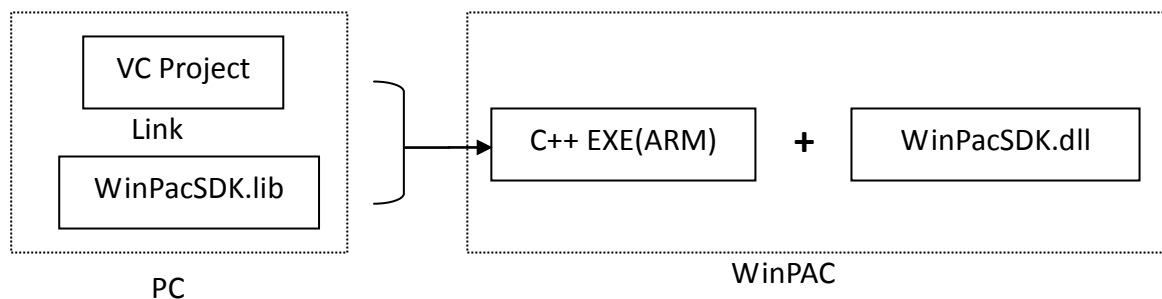 VC Project
Link
WinPacSDK.lib
PC
C++ EXE(ARM)
+
WinPacSDK.dll
WinPAC